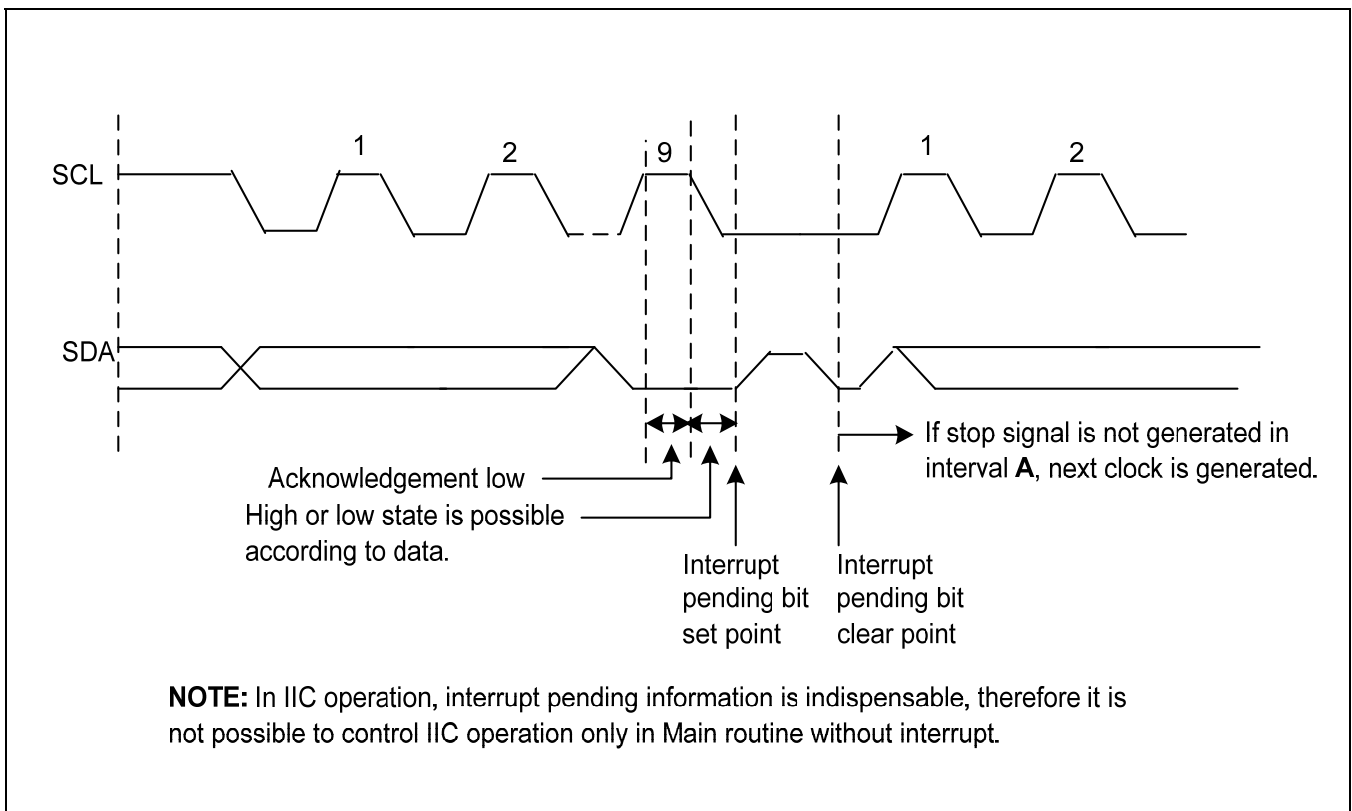 1
2
9
1
2
SCL
SDA
If stop signal is not generated in
interval A, next clock is generated.
Acknowledgement low
High or low state is possible
according to data.
Interrupt
pending bit
set point
Interrupt
pending bit
clear point
NOTE: In IIC operation, interrupt pending information is indispensable, therefore it is
not possible to control IIC operation only in Main routine without interrupt.